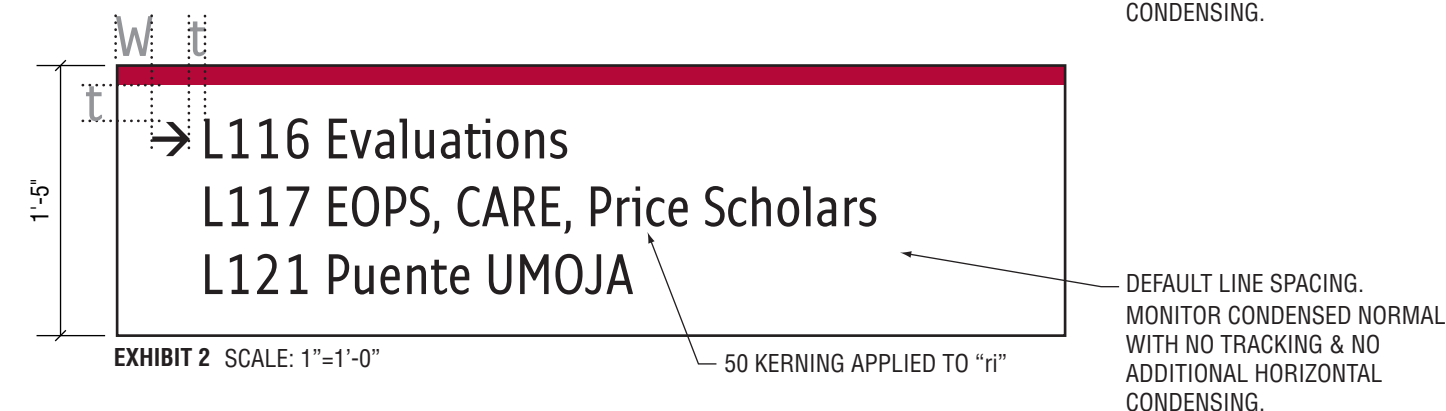 CONDENSING.
W t
t
→ L116 Evaluations
L117 EOPS, CARE, Price Scholars
L121 Puente UMOJA
1'-5"
DEFAULT LINE SPACING.
MONITOR CONDENSED NORMAL
WITH NO TRACKING & NO
ADDITIONAL HORIZONTAL
CONDENSING.
EXHIBIT 2 SCALE: 1"=1'-0"
50 KERNING APPLIED TO “ri”